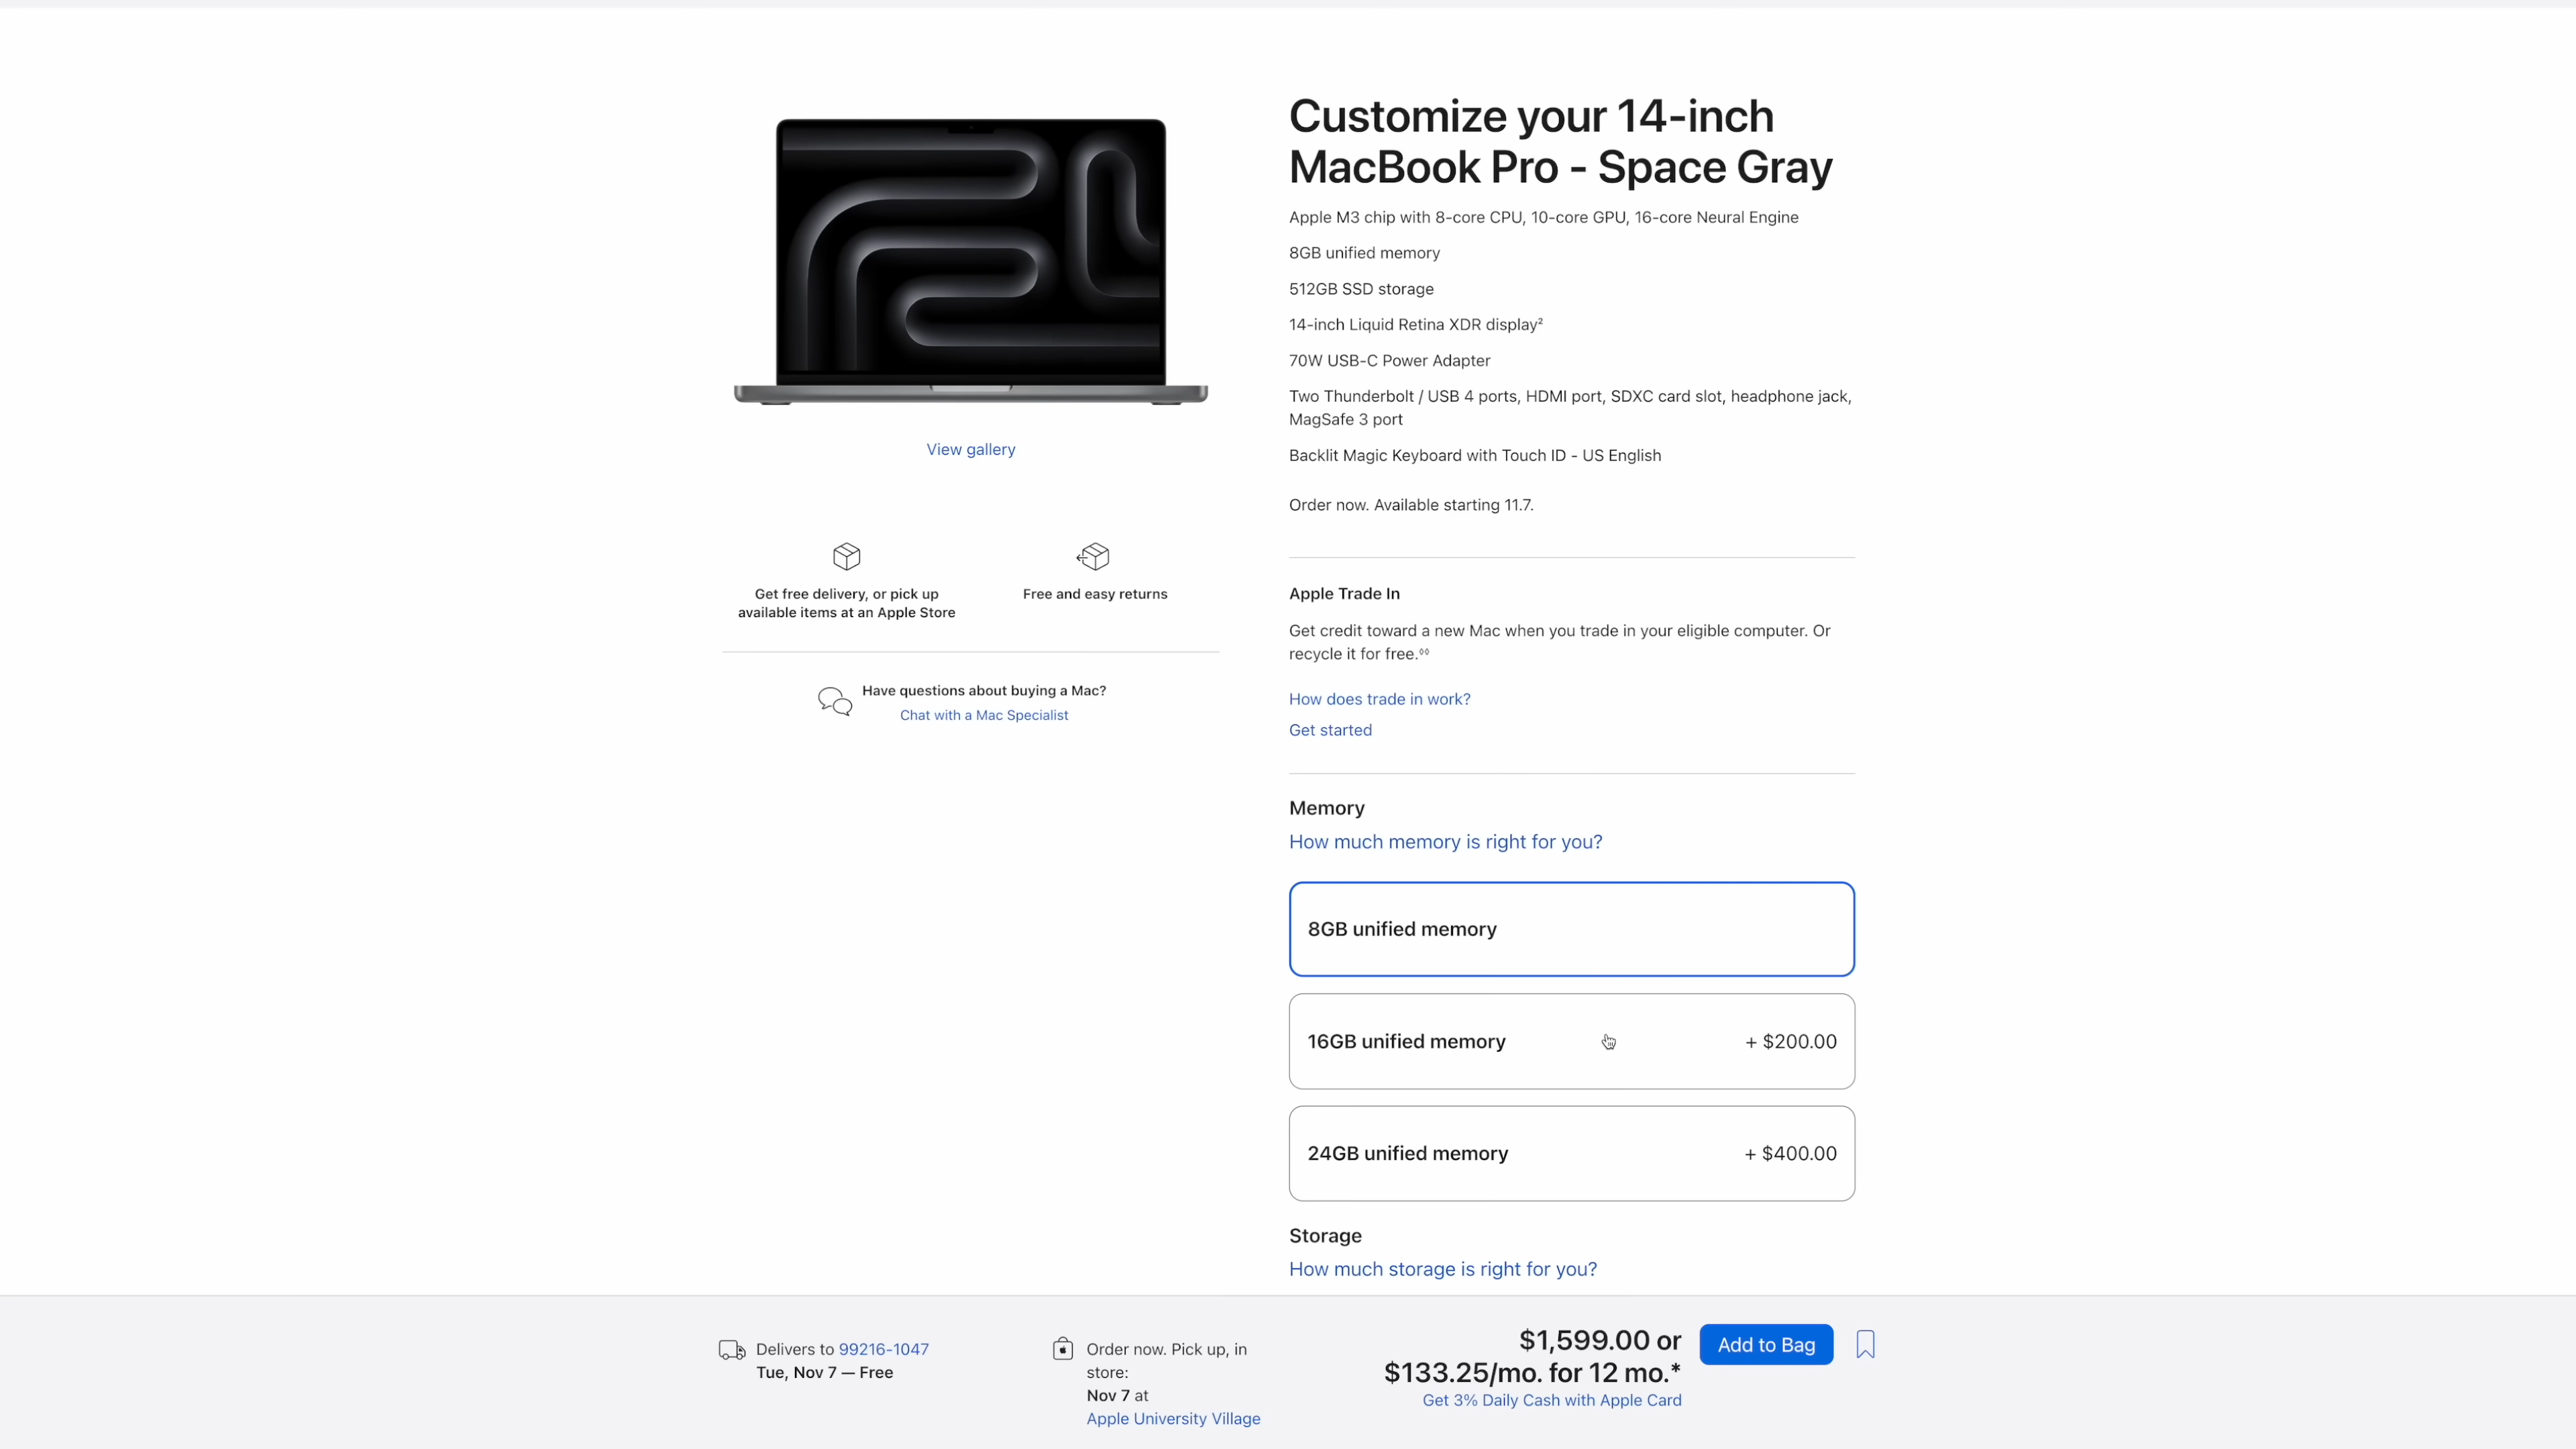 Customize your 14-inch
MacBook Pro - Space Gray
Apple M3 chip with 8-core CPU, 10-core GPU, 16-core Neural Engine
8GB unified memory
512GB SSD storage
14-inch Liquid Retina XDR display²
70W USB-C Power Adapter
Two Thunderbolt / USB 4 ports, HDMI port, SDXC card slot, headphone jack,
MagSafe 3 port
Backlit Magic Keyboard with Touch ID - US English
Order now. Available starting 11.7.
View gallery
Get free delivery, or pick up
available items at an Apple Store
Free and easy returns
Have questions about buying a Mac?
Chat with a Mac Specialist
Apple Trade In
Get credit toward a new Mac when you trade in your eligible computer. Or
recycle it for free.◊◊
How does trade in work?
Get started
Memory
How much memory is right for you?
8GB unified memory
16GB unified memory + $200.00
24GB unified memory + $400.00
Storage
How much storage is right for you?
Delivers to 99216-1047
Tue, Nov 7 — Free
Order now. Pick up, in
store:
Nov 7 at
Apple University Village
$1,599.00 or
$133.25/mo. for 12 mo.*
Get 3% Daily Cash with Apple Card
Add to Bag